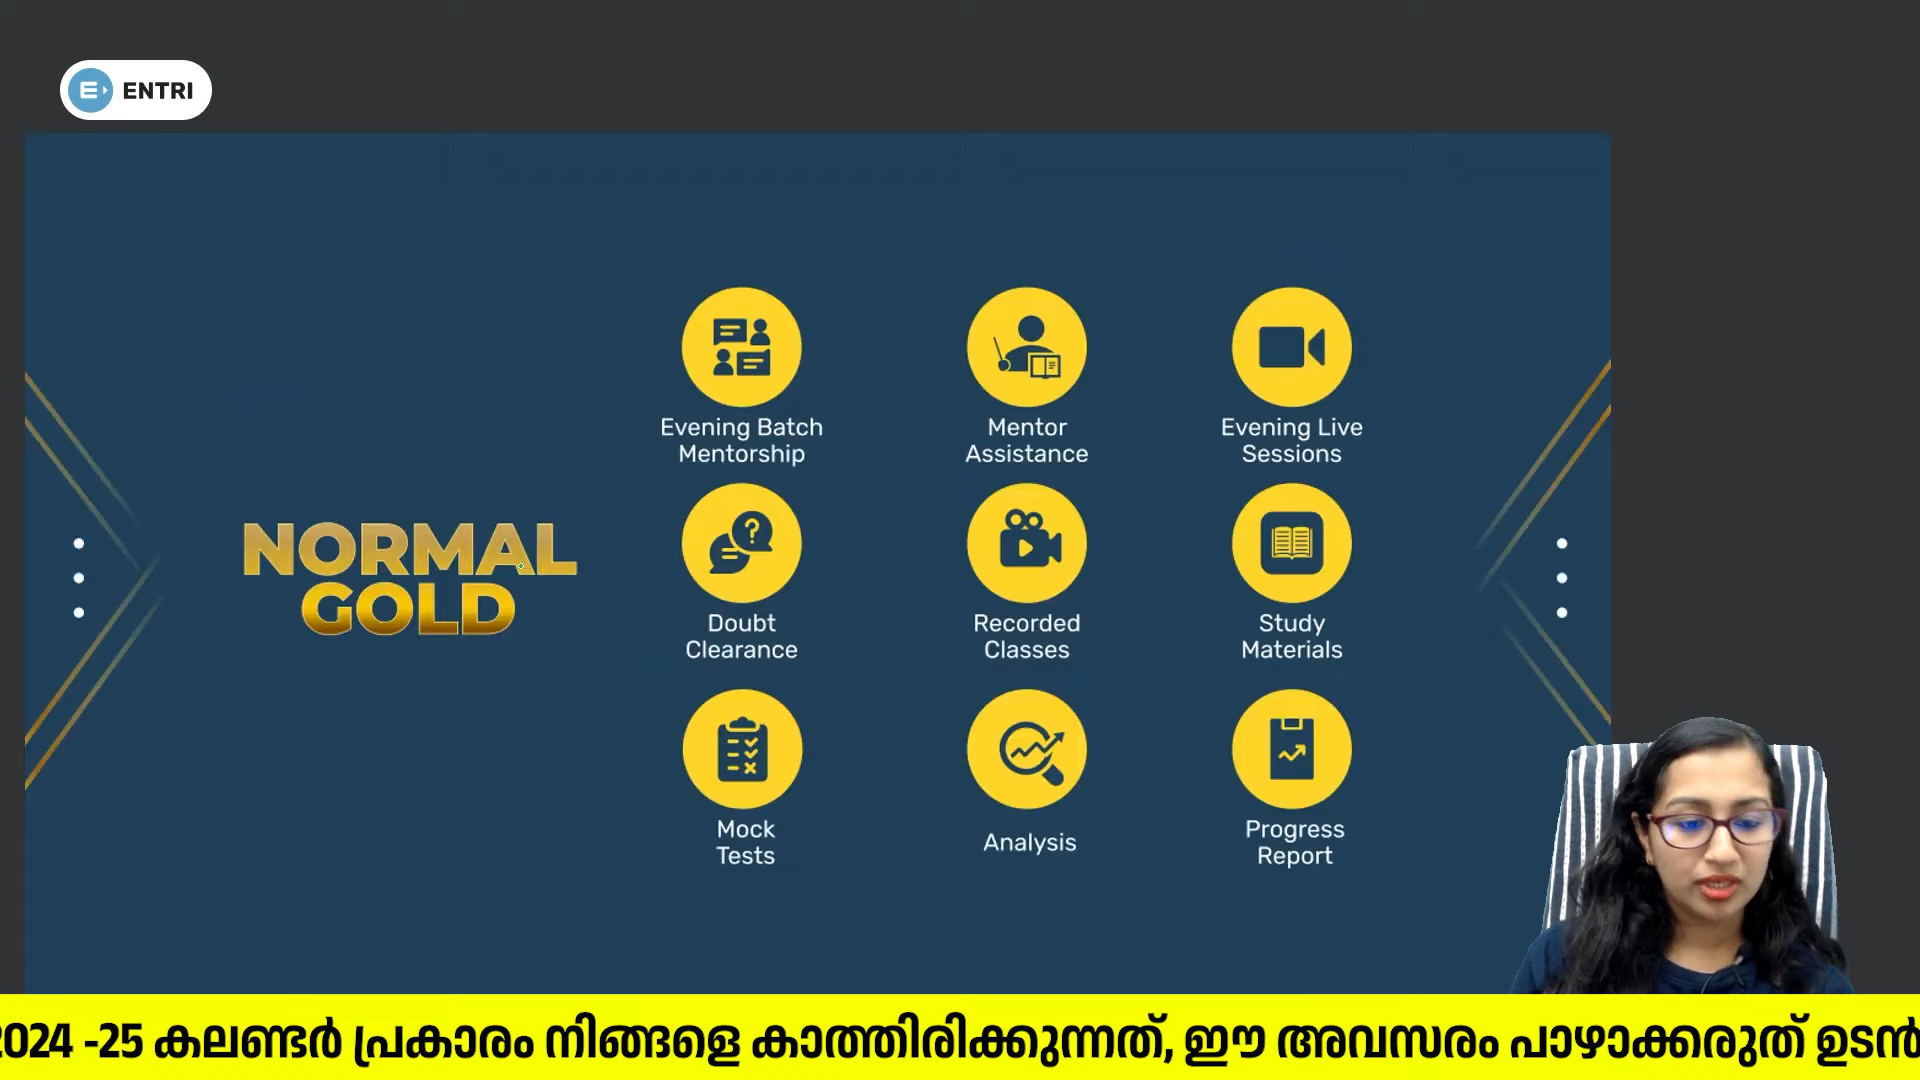 ENTRI
Evening Batch
Mentorship
Mentor
Assistance
Evening Live
Sessions
NORMAL
GOLD
Doubt
Clearance
Recorded
Classes
Study
Materials
Mock
Tests
Analysis
Progress
Report
2024 -25 കലണ്ടർ പ്രകാരം നിങ്ങളെ കാത്തിരിക്കുന്നത്, ഈ അവസരം പാഴാക്കരുത് ഉടൻ